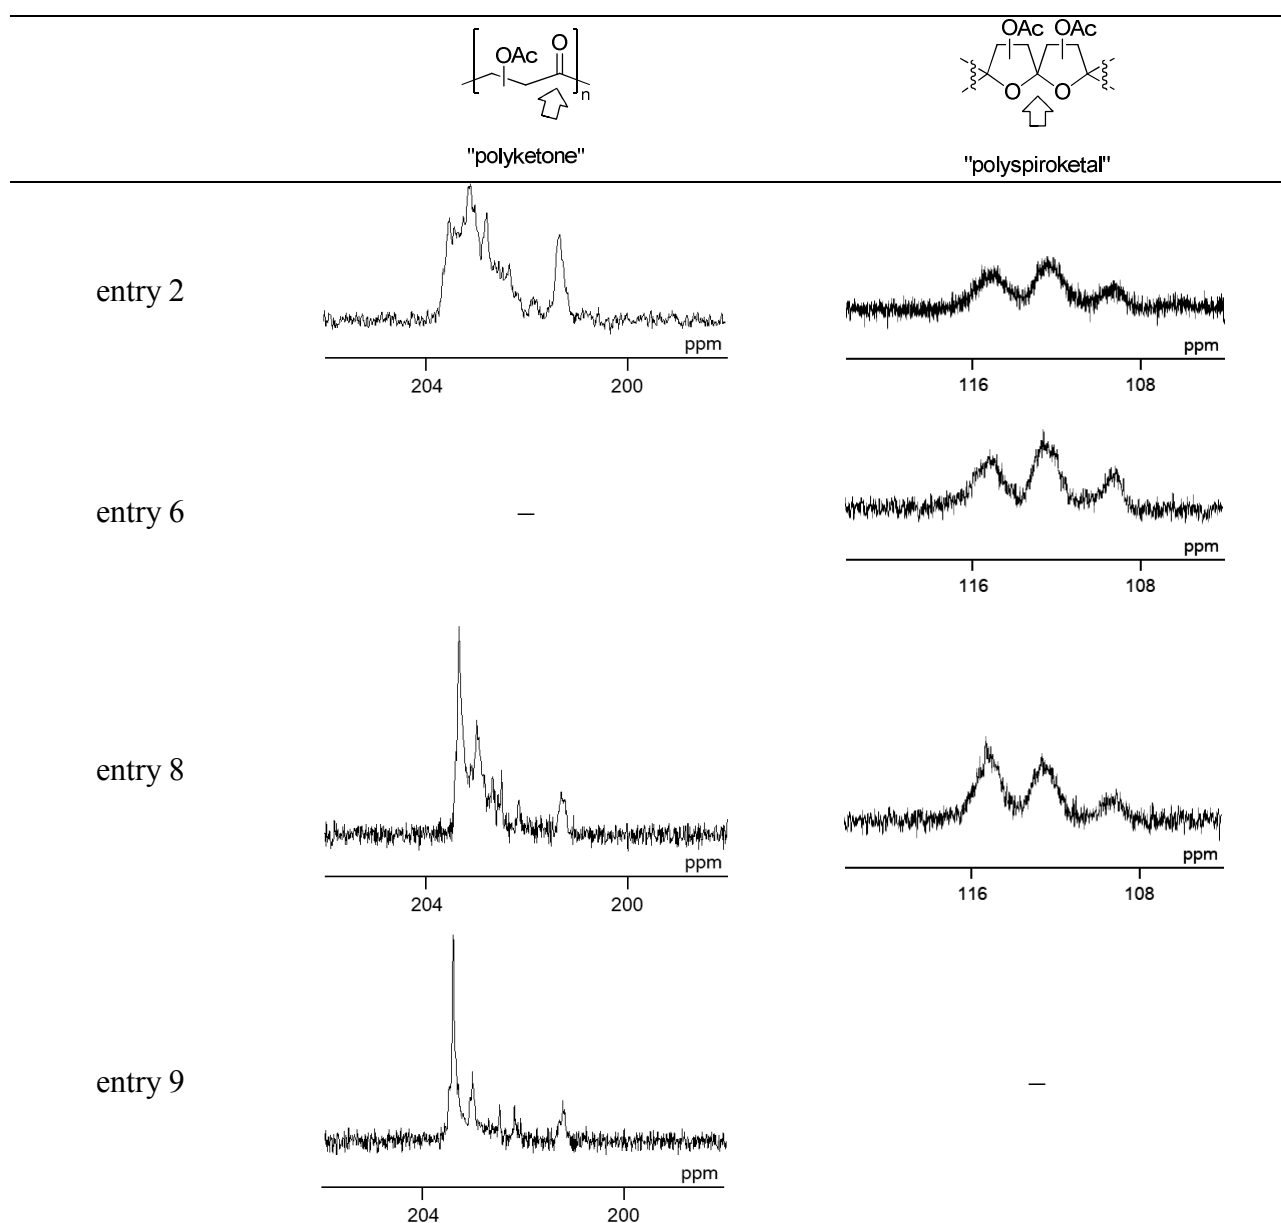 OAc O
n
"polyketone"
OAc OAc
O O
"polyspiroketal"
entry 2
ppm
204 200
ppm
116 108
entry 6
–
ppm
116 108
entry 8
ppm
204 200
ppm
116 108
entry 9
–
ppm
204 200